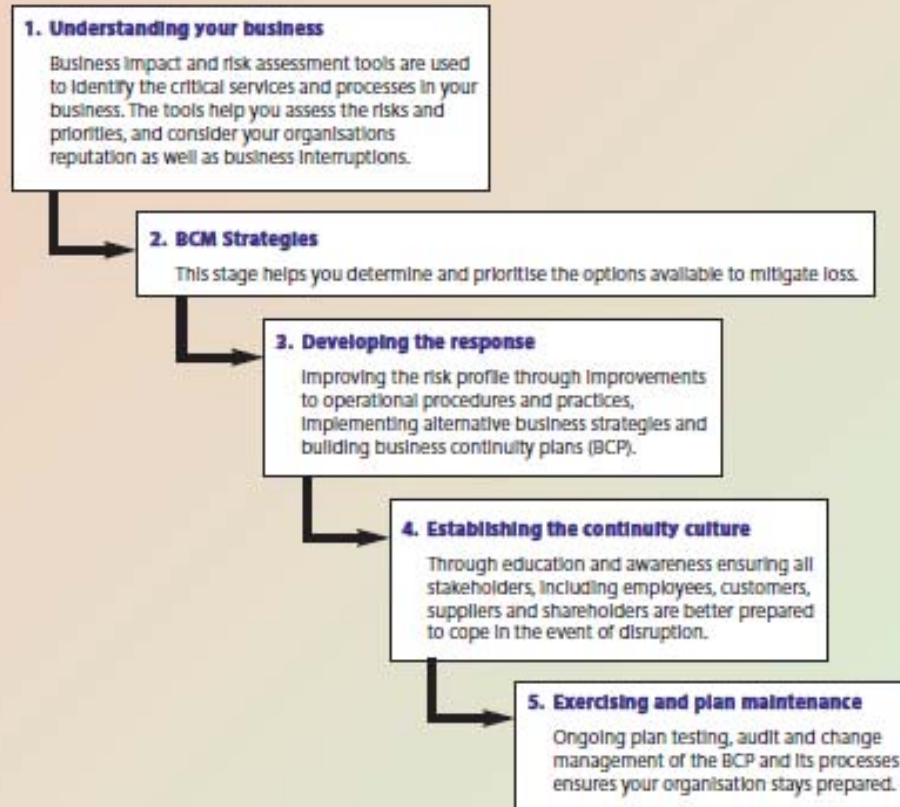 1. Understanding your business
Business impact and risk assessment tools are used
to identify the critical services and processes in your
business. The tools help you assess the risks and
priorities, and consider your organisations
reputation as well as business interruptions.
2. BCM Strategies
This stage helps you determine and prioritise the options available to mitigate loss.
3. Developing the response
Improving the risk profile through improvements
to operational procedures and practices,
implementing alternative business strategies and
building business continuity plans (BCP).
4. Establishing the continuity culture
Through education and awareness ensuring all
stakeholders, including employees, customers,
suppliers and shareholders are better prepared
to cope in the event of disruption.
5. Exercising and plan maintenance
Ongoing plan testing, audit and change
management of the BCP and its processes
ensures your organisation stays prepared.